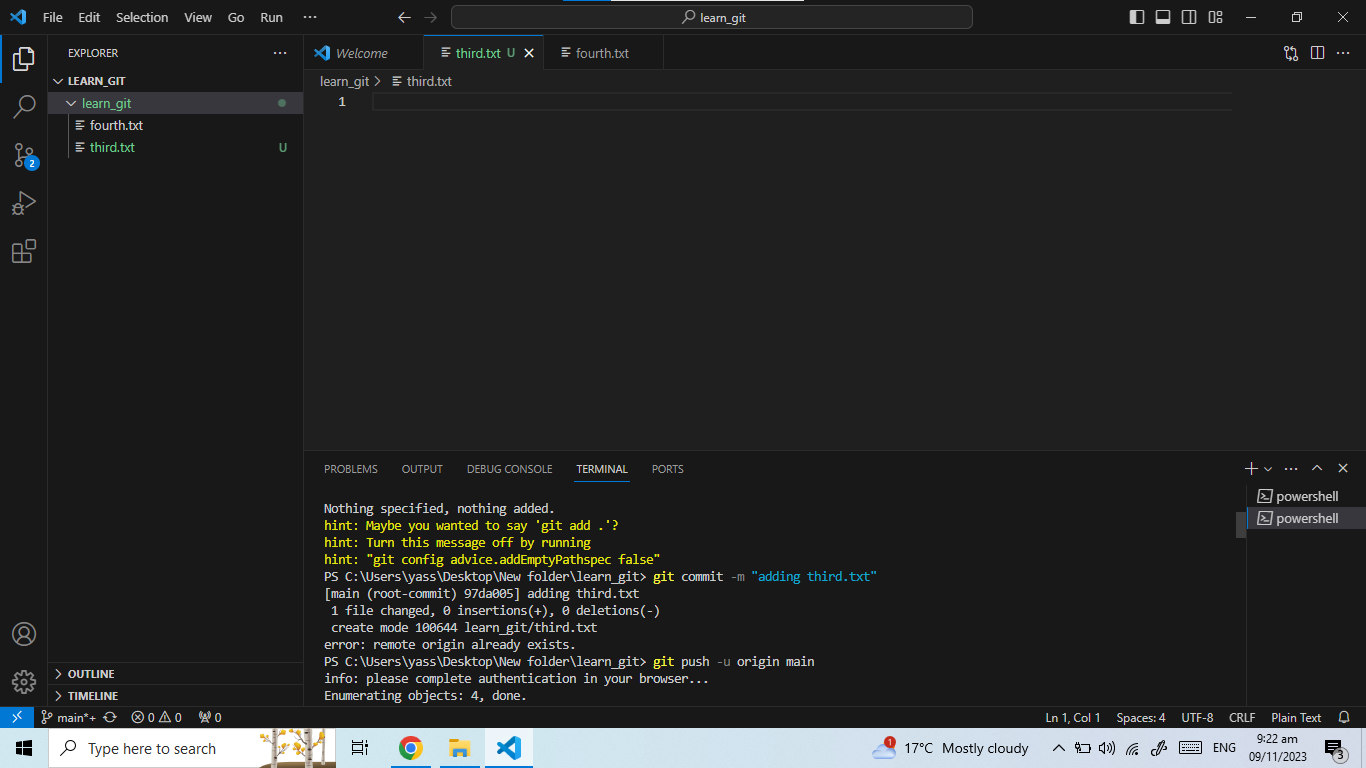 File Edit Selection View Go Run ···
learn_git
EXPLORER
LEARN_GIT
learn_git
fourth.txt
third.txt U
2
OUTLINE
TIMELINE
Welcome third.txt U fourth.txt
learn_git > third.txt
1
PROBLEMS OUTPUT DEBUG CONSOLE TERMINAL PORTS
Nothing specified, nothing added.
hint: Maybe you wanted to say 'git add .'?
hint: Turn this message off by running
hint: "git config advice.addEmptyPathspec false"
PS C:\Users\yass\Desktop\New folder\learn_git> git commit -m "adding third.txt"
[main (root-commit) 97da005] adding third.txt
 1 file changed, 0 insertions(+), 0 deletions(-)
 create mode 100644 learn_git/third.txt
error: remote origin already exists.
PS C:\Users\yass\Desktop\New folder\learn_git> git push -u origin main
info: please complete authentication in your browser...
Enumerating objects: 4, done.
powershell
powershell
main*+ 0 0 0 Ln 1, Col 1 Spaces: 4 UTF-8 CRLF Plain Text
Type here to search 1 17°C Mostly cloudy ENG 9:22 am
09/11/2023 3